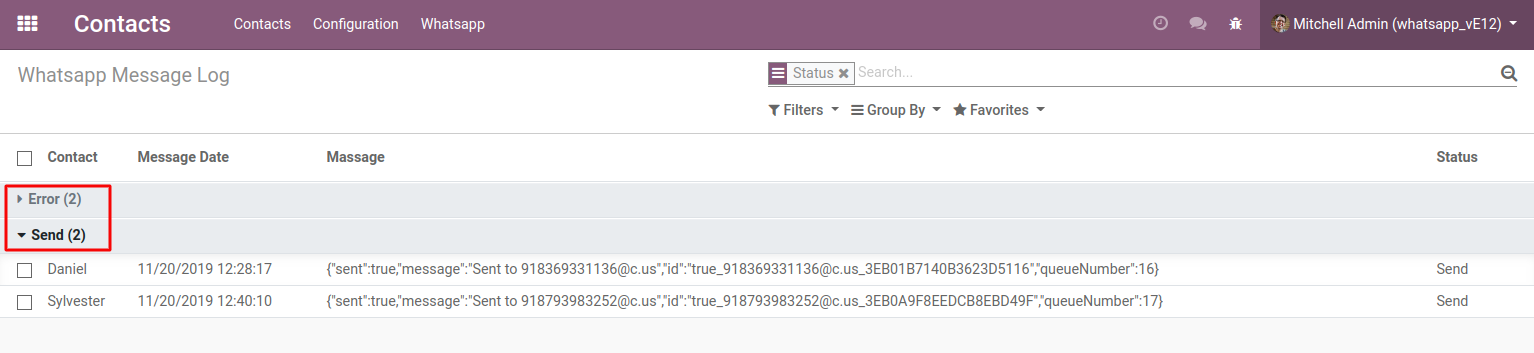 Contacts Contacts Configuration Whatsapp Mitchell Admin (whatsapp_vE12)
Whatsapp Message Log Status Search...
Filters Group By Favorites
Contact Message Date Massage Status
Error (2)
Send (2)
Daniel 11/20/2019 12:28:17 {"sent":true,"message":"Sent to 918369331136@c.us","id":"true_918369331136@c.us_3EB01B7140B3623D5116","queueNumber":16} Send
Sylvester 11/20/2019 12:40:10 {"sent":true,"message":"Sent to 918793983252@c.us","id":"true_918793983252@c.us_3EB0A9F8EEDCB8EBD49F","queueNumber":17} Send